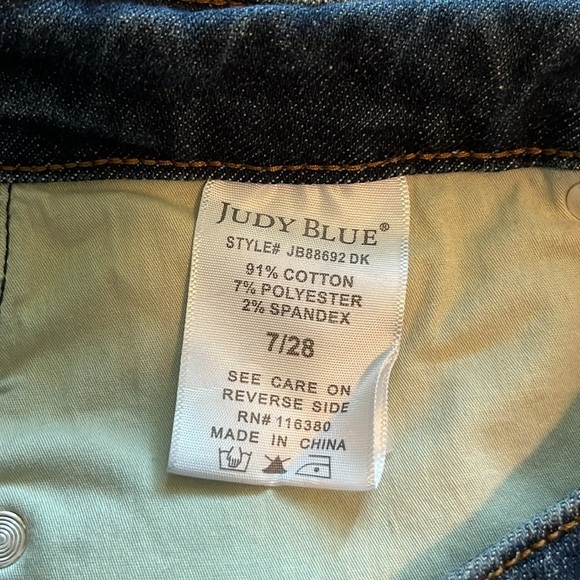 JUDY BLUE®
STYLE# JB88692 DK
91% COTTON
7% POLYESTER
2% SPANDEX
7/28
SEE CARE ON
REVERSE SIDE
RN# 116380
MADE IN CHINA